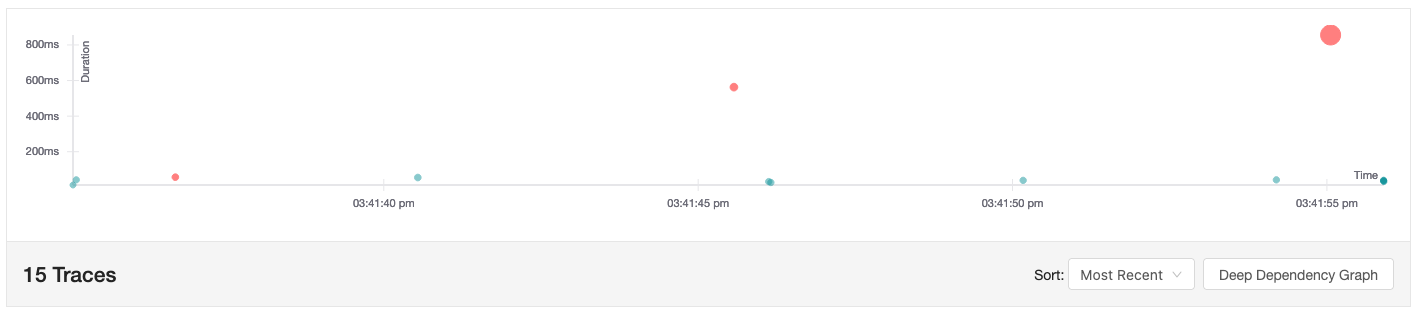 800ms
Duration
600ms
400ms
200ms
Time
03:41:40 pm
03:41:45 pm
03:41:50 pm
03:41:55 pm
15 Traces
Sort: Most Recent
Deep Dependency Graph